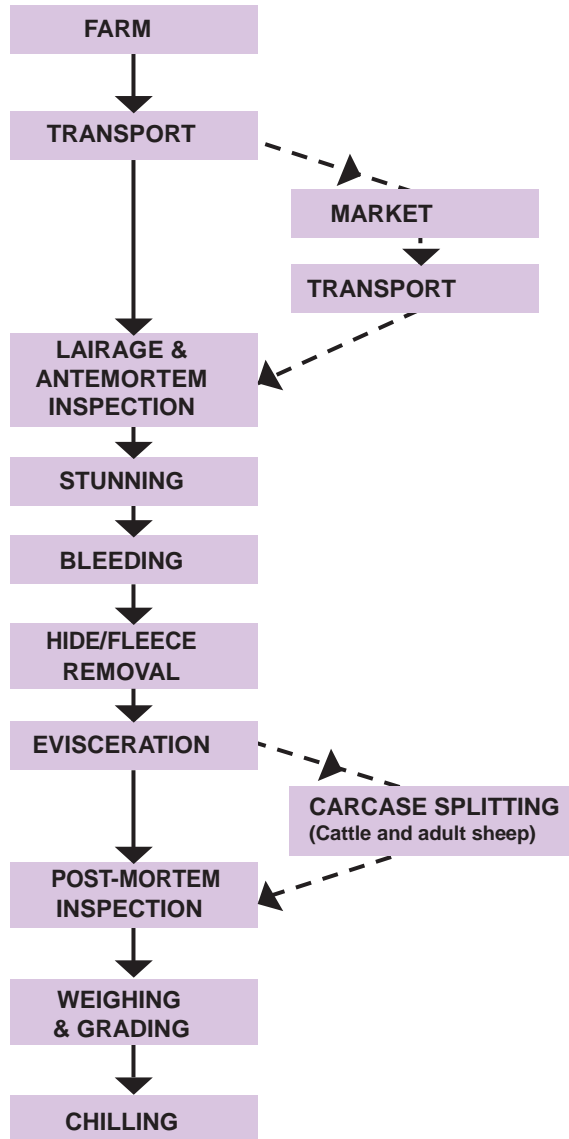 FARM
TRANSPORT
MARKET
TRANSPORT
LAIRAGE &
ANTEMORTEM
INSPECTION
STUNNING
BLEEDING
HIDE/FLEECE
REMOVAL
EVISCERATION
CARCASE SPLITTING
(Cattle and adult sheep)
POST-MORTEM
INSPECTION
WEIGHING
& GRADING
CHILLING